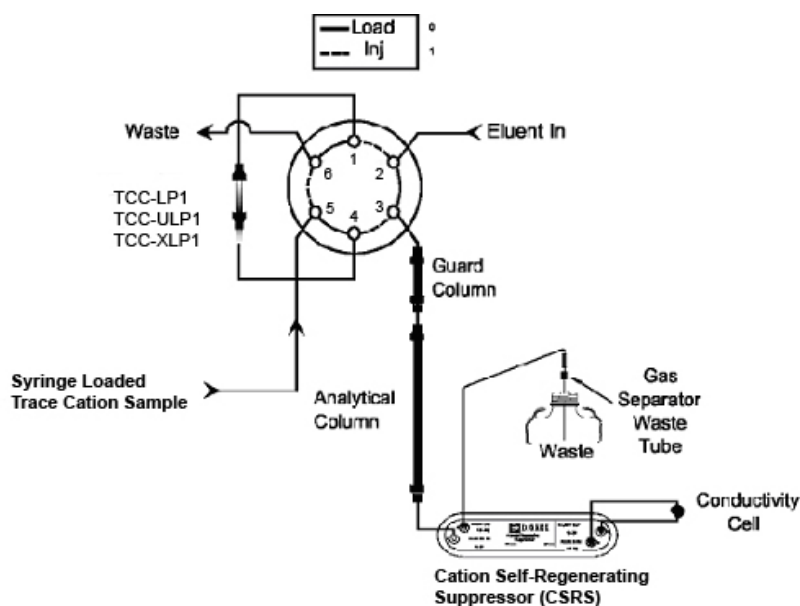 Load 0
Inj 1
Waste
Eluent In
1
2
3
4
5
6
TCC-LP1
TCC-ULP1
TCC-XLP1
Guard
Column
Syringe Loaded
Trace Cation Sample
Analytical
Column
Gas
Separator
Waste
Tube
Waste
Conductivity
Cell
Cation Self-Regenerating
Suppressor (CSRS)